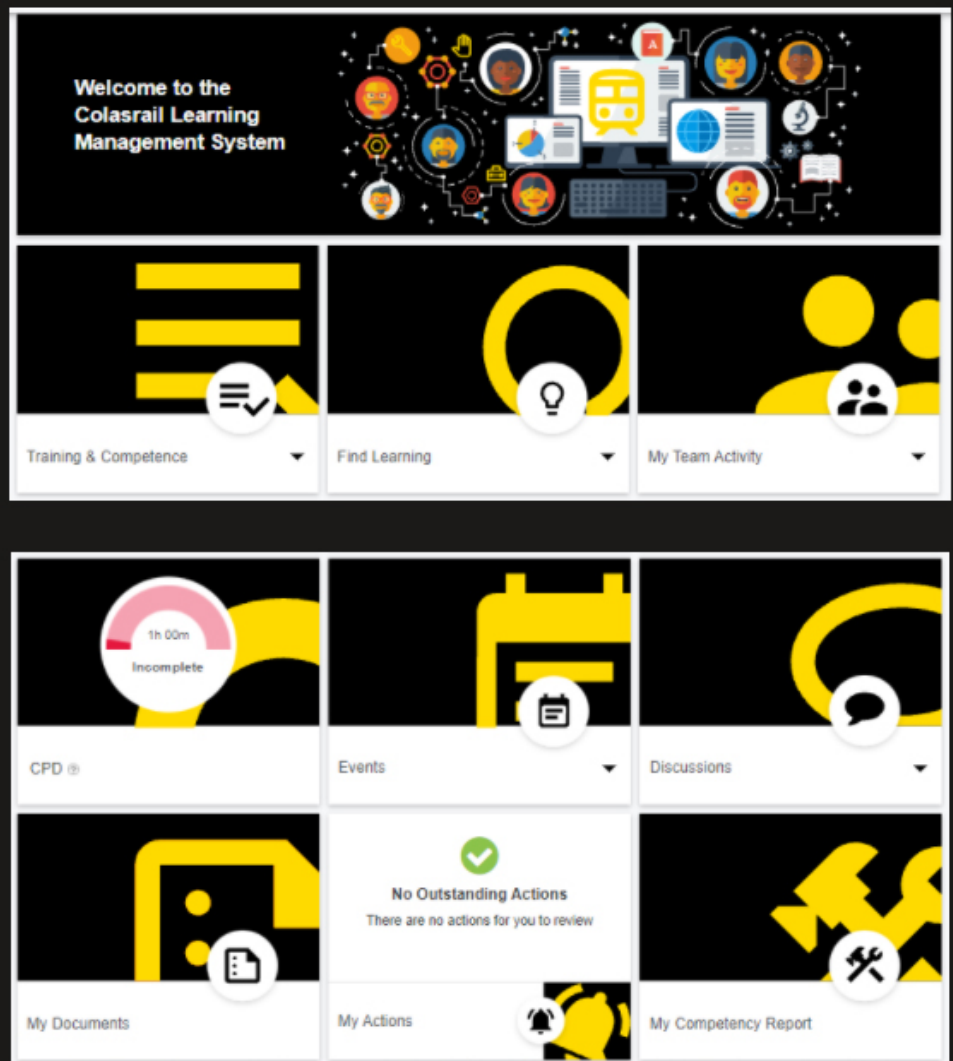 Welcome to the
Colasrail Learning
Management System
A
Training & Competence
Find Learning
My Team Activity
1h 00m
Incomplete
CPD
Events
Discussions
No Outstanding Actions
There are no actions for you to review
My Documents
My Actions
My Competency Report